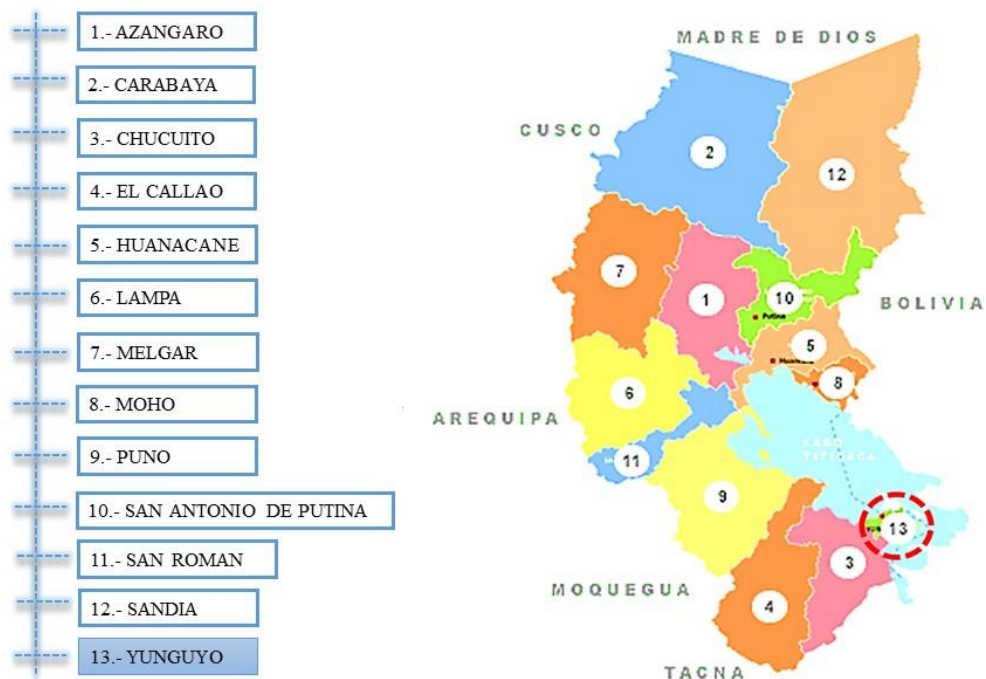 1.- AZANGARO
2.- CARABAYA
3.- CHUCUITO
4.- EL CALLAO
5.- HUANACANE
6.- LAMPA
7.- MELGAR
8.- MOHO
9.- PUNO
10.- SAN ANTONIO DE PUTINA
11.- SAN ROMAN
12.- SANDIA
13.- YUNGUYO
MADRE DE DIOS
CUSCO
2
12
7
1
10
BOLIVIA
Putina
5
6
8
AREQUIPA
LAGO
TITICACA
11
9
13
3
MOQUEGUA
4
TACNA